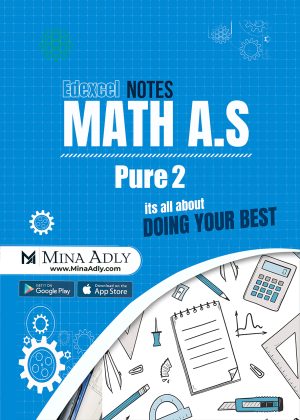 Edexcel NOTES
MATH A.S
Pure 2
its all about
DOING YOUR BEST
MINA ADLY
www.MinaAdly.com
GET IT ON
Google Play
Download on the
App Store